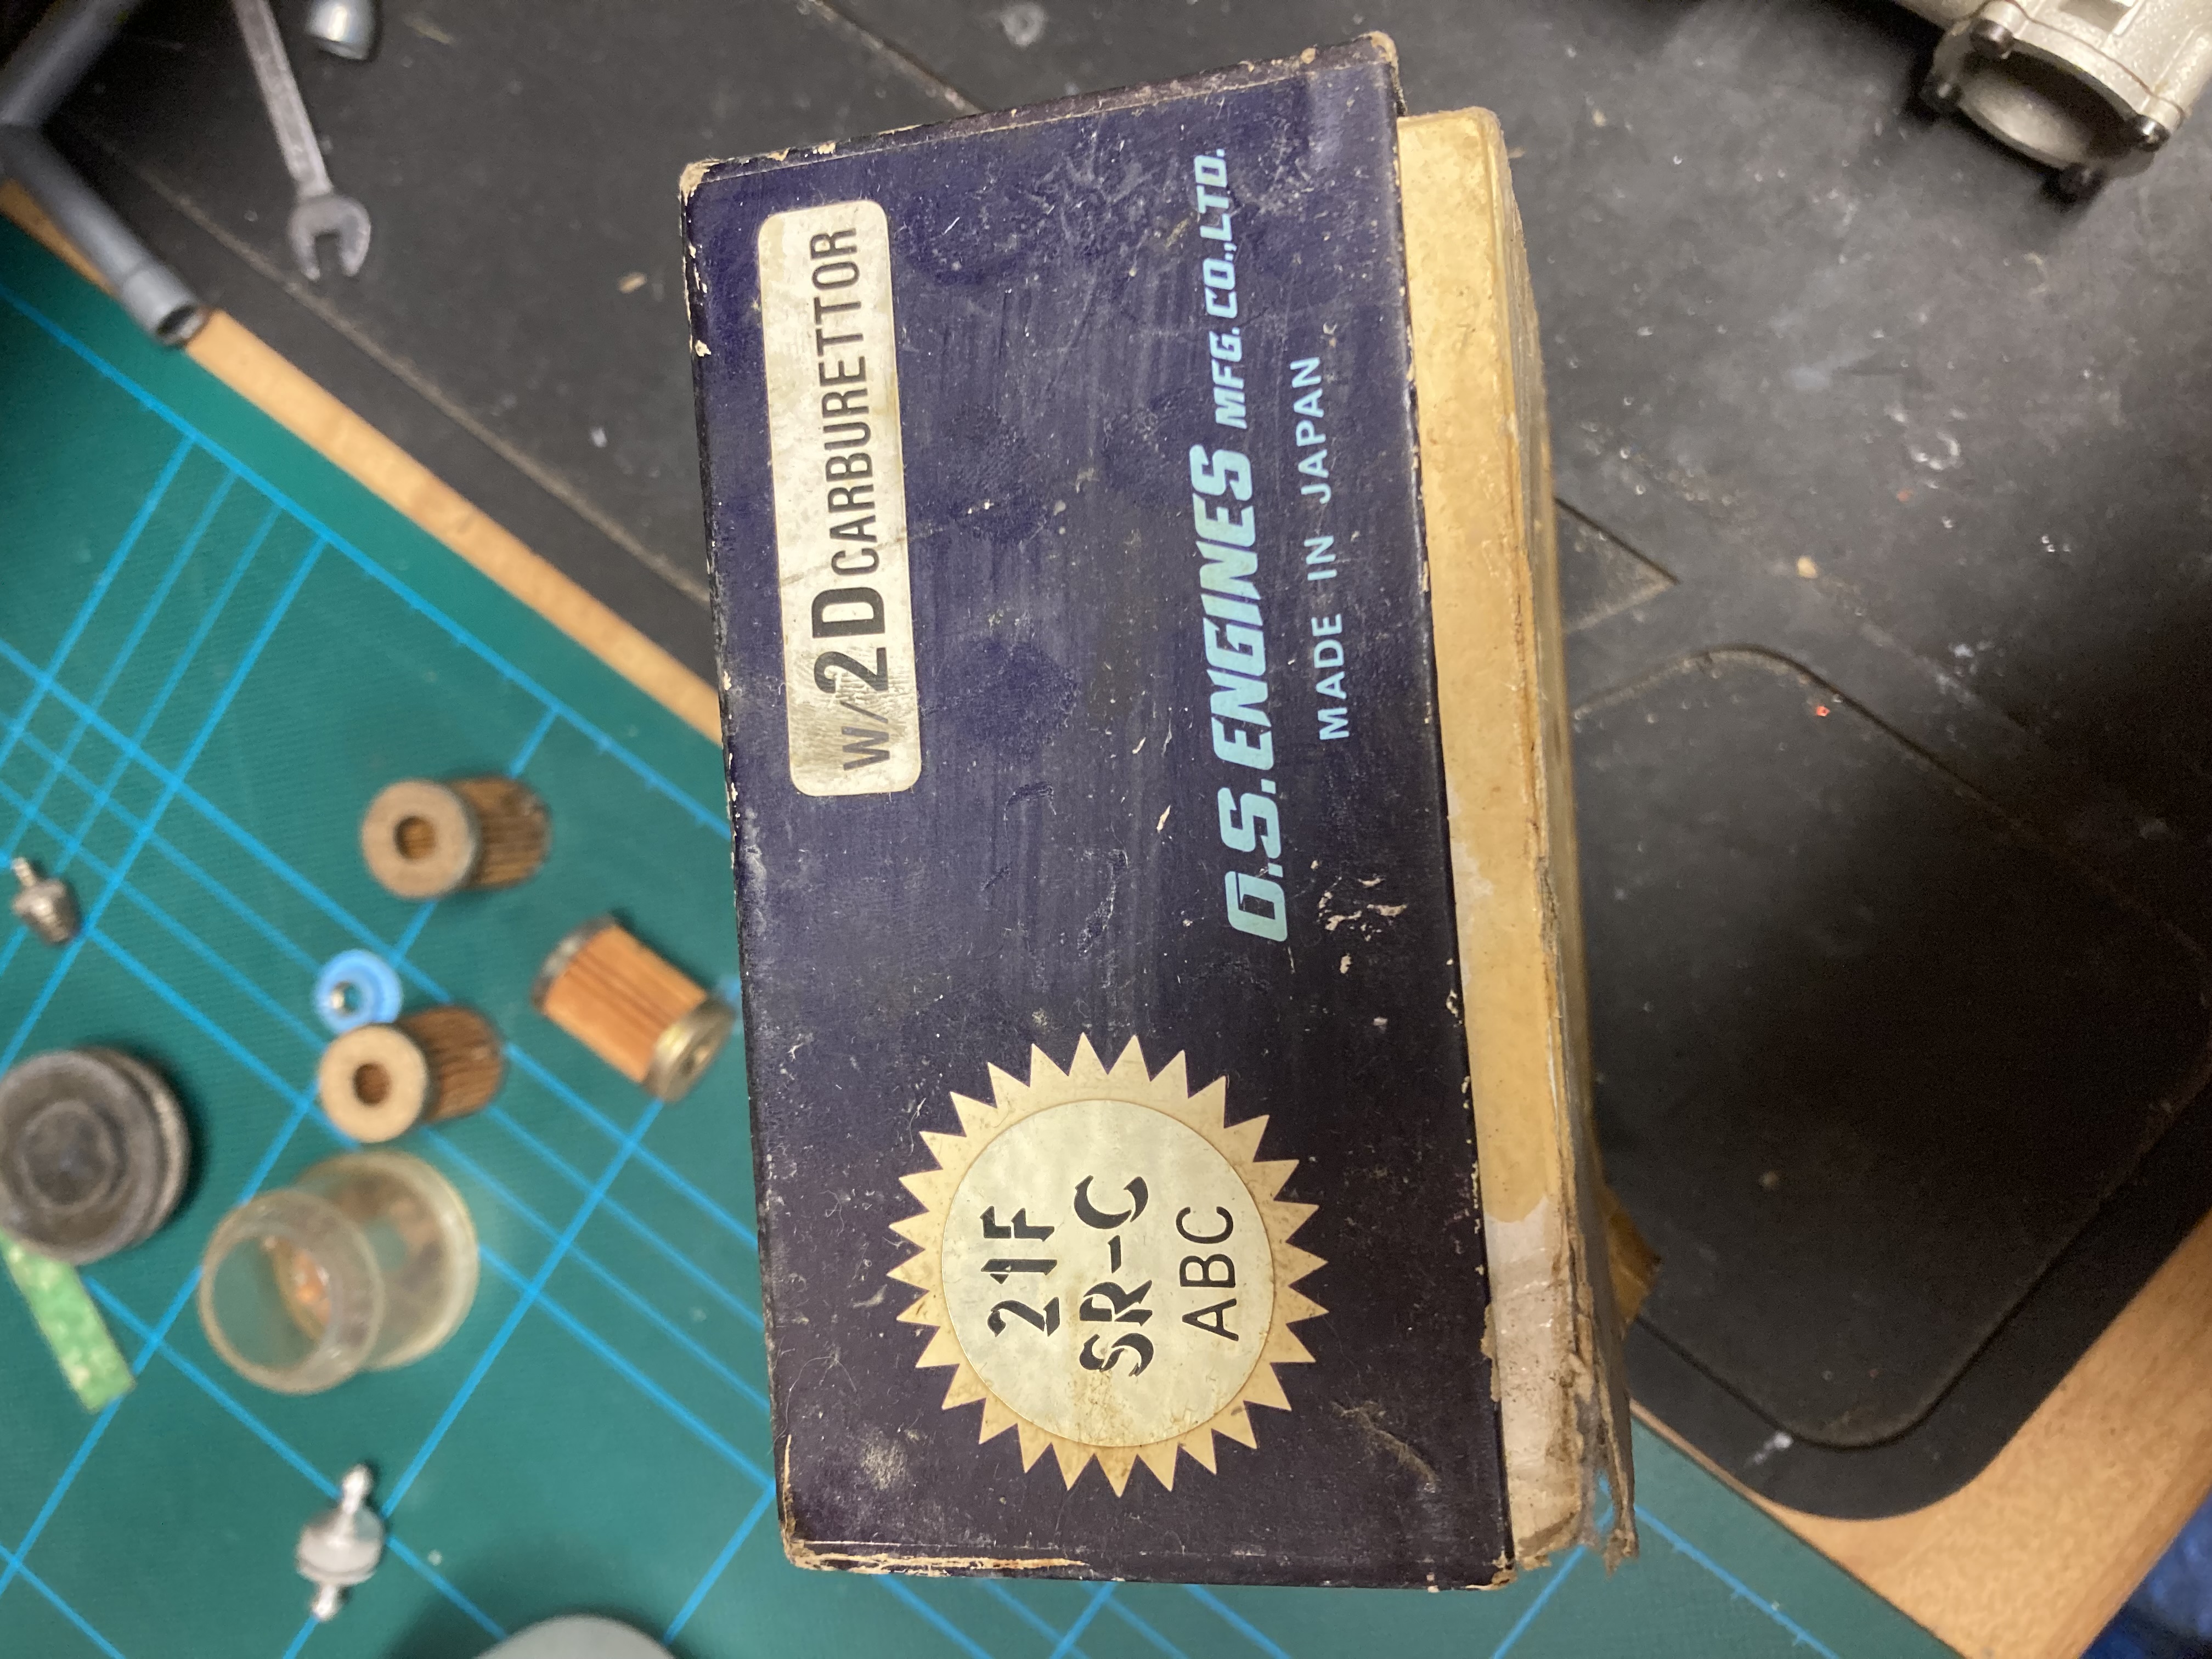 W/2D CARBURETTOR
O.S. ENGINES MFG. CO., LTD.
MADE IN JAPAN
21F
SR-C
ABC